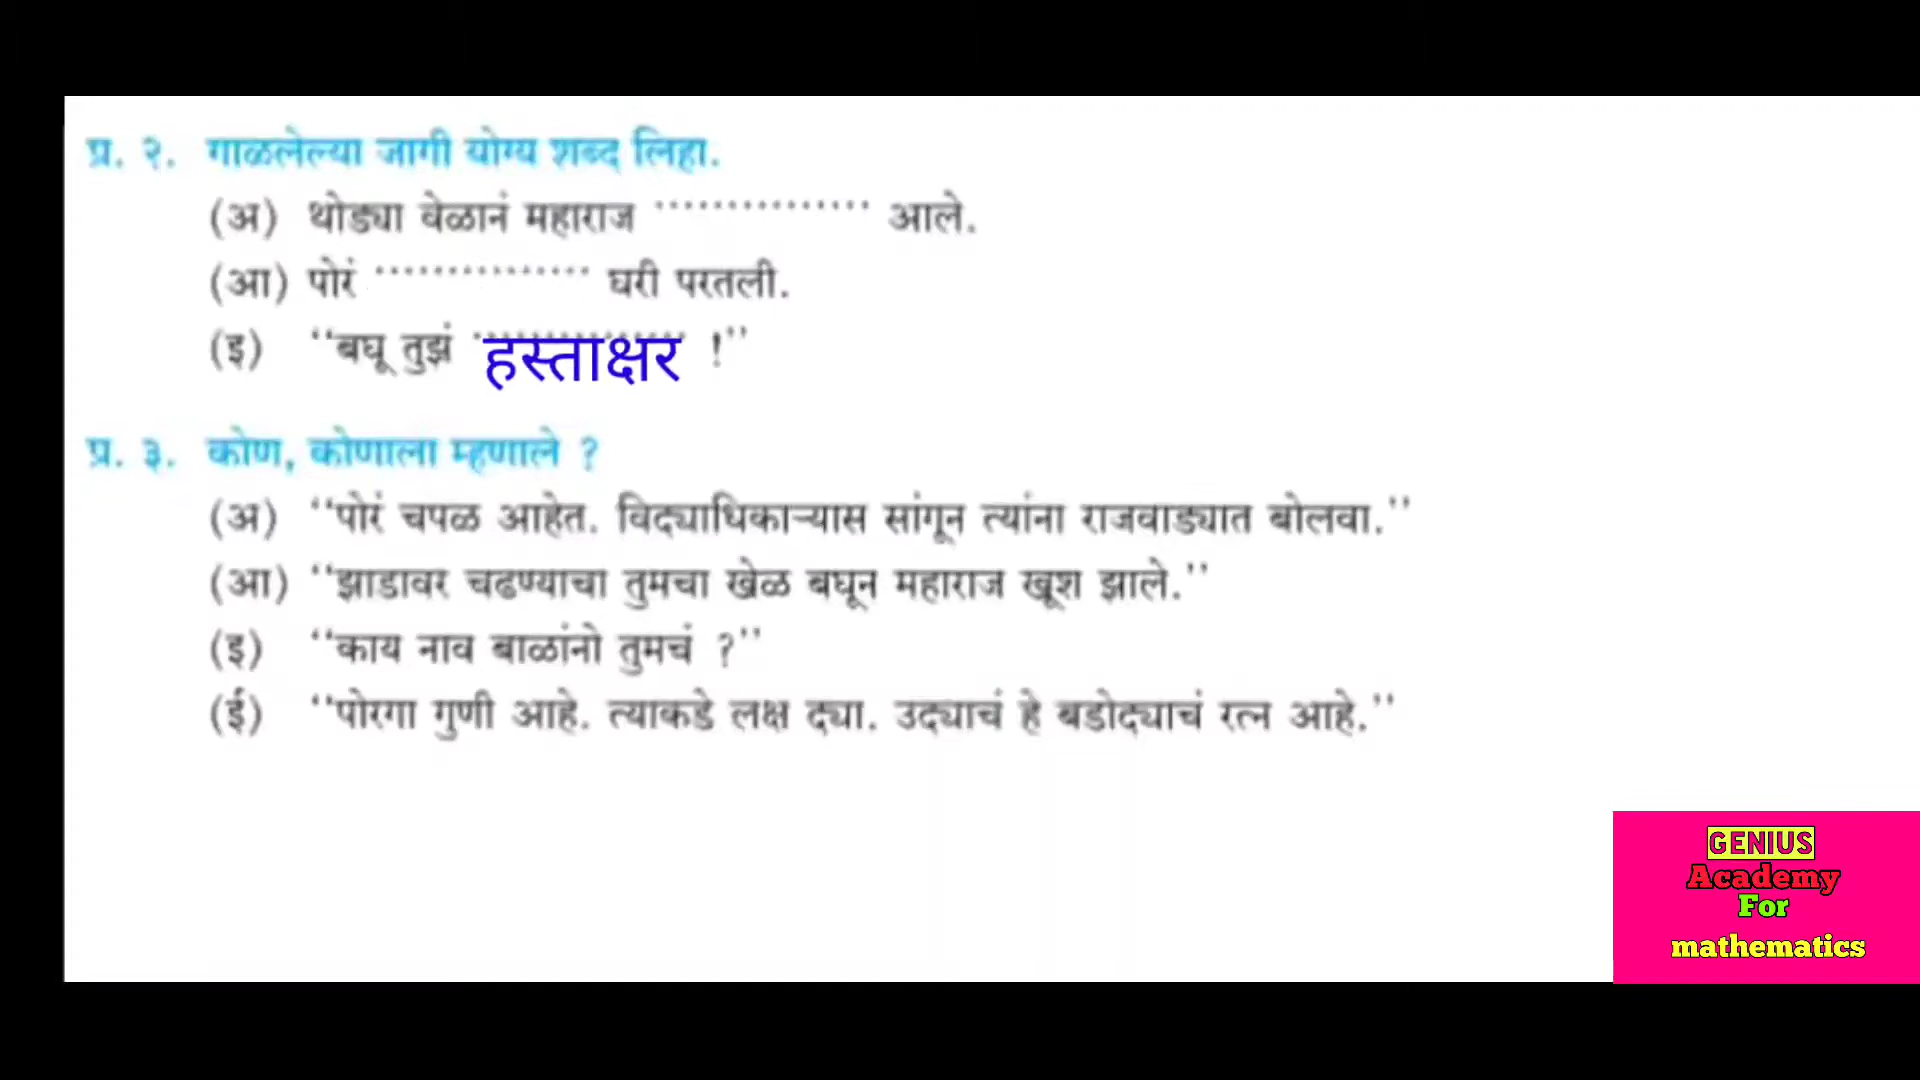 प्र. २. गाळलेल्या जागी योग्य शब्द लिहा.
(अ) थोड्या वेळानं महाराज ............... आले.
(आ) पोरं ............... घरी परतली.
(इ) ‘‘बघू तुझं हस्ताक्षर !’’
प्र. ३. कोण, कोणाला म्हणाले ?
(अ) ‘‘पोरं चपळ आहेत. विद्याधिकाऱ्यास सांगून त्यांना राजवाड्यात बोलवा.’’
(आ) ‘‘झाडावर चढण्याचा तुमचा खेळ बघून महाराज खूश झाले.’’
(इ) ‘‘काय नाव बाळांनो तुमचं ?’’
(ई) ‘‘पोरगा गुणी आहे. त्याकडे लक्ष द्या. उद्याचं हे बडोद्याचं रत्न आहे.’’
GENIUS
Academy
For
mathematics